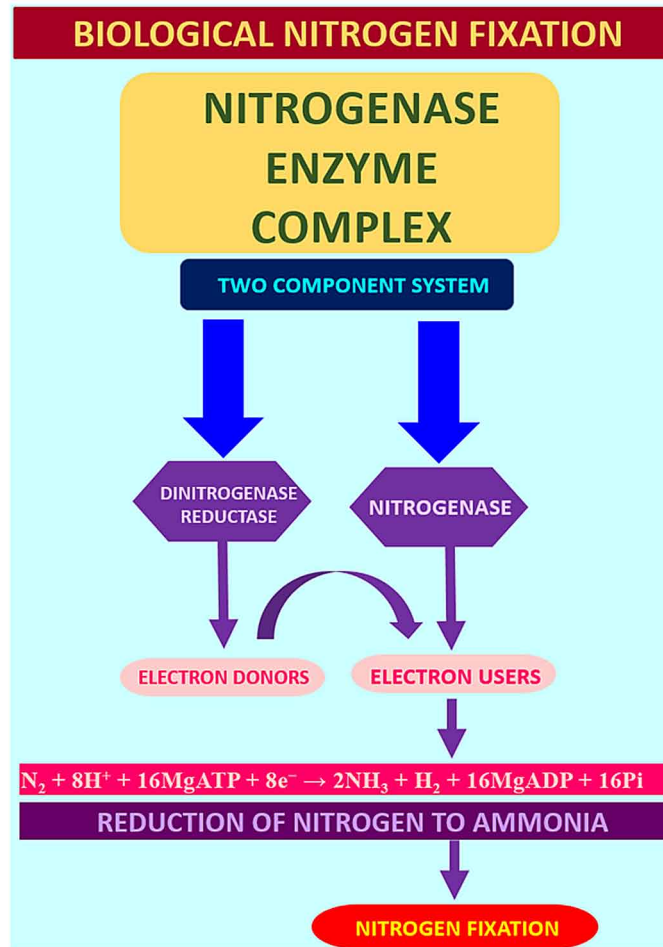 BIOLOGICAL NITROGEN FIXATION
NITROGENASE
ENZYME
COMPLEX
TWO COMPONENT SYSTEM
DINITROGENASE
REDUCTASE
NITROGENASE
ELECTRON DONORS
ELECTRON USERS
N₂ + 8H⁺ + 16MgATP + 8e⁻ → 2NH₃ + H₂ + 16MgADP + 16Pi
REDUCTION OF NITROGEN TO AMMONIA
NITROGEN FIXATION